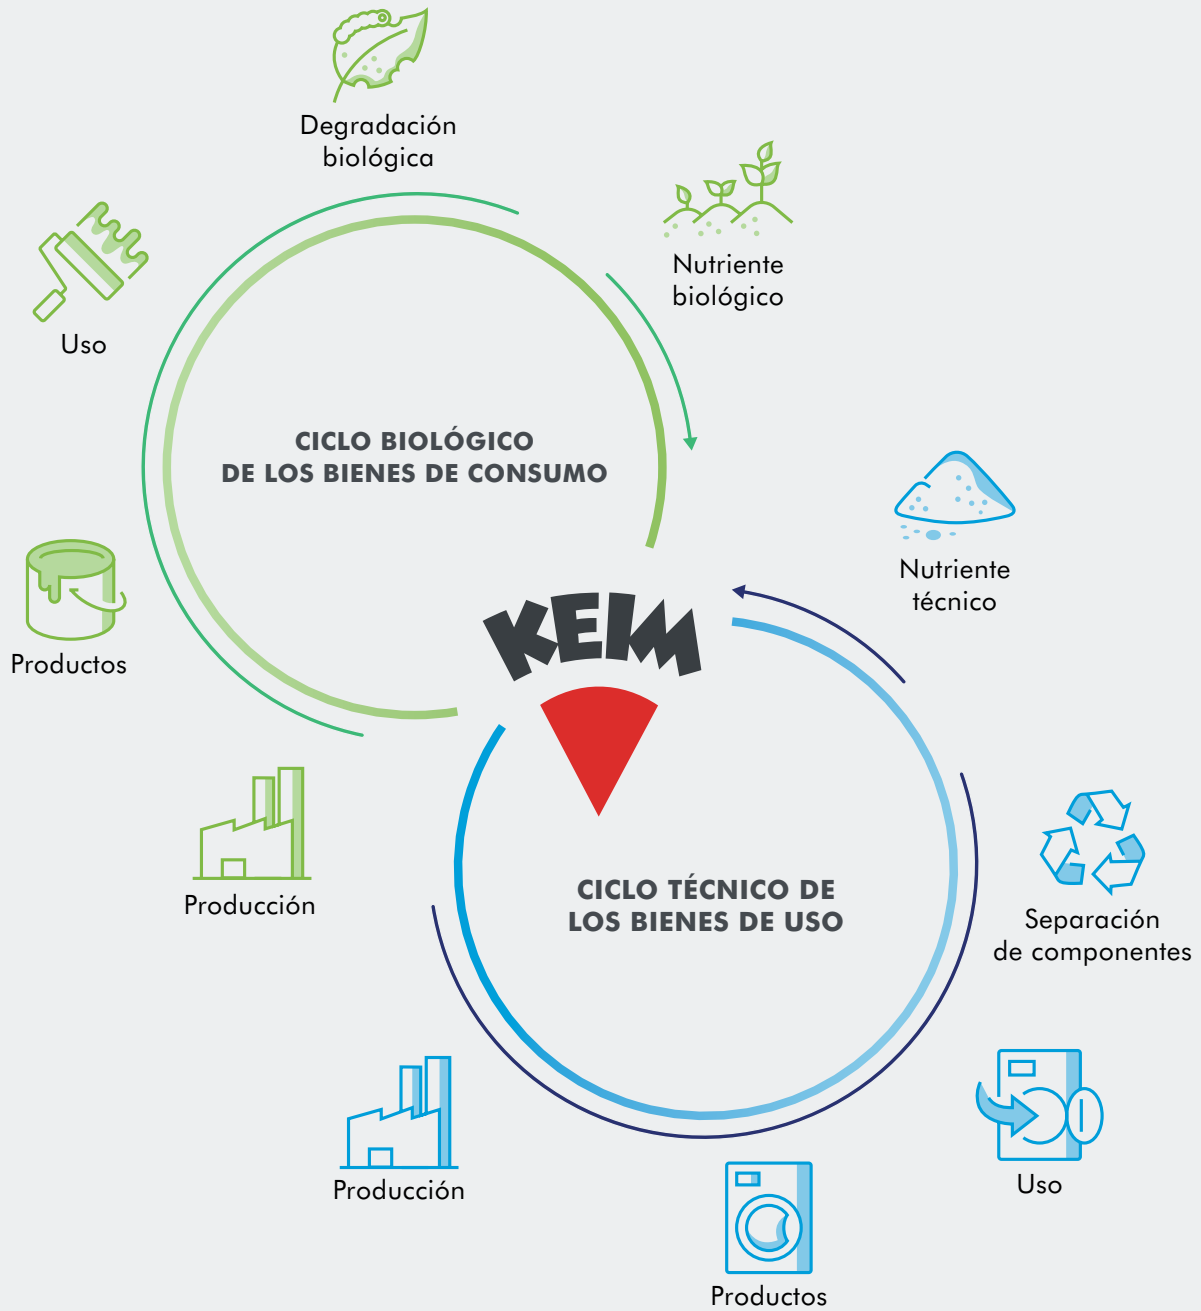 Degradación
biológica
Nutriente
biológico
Uso
CICLO BIOLÓGICO
DE LOS BIENES DE CONSUMO
Nutriente
técnico
Productos
KEIM
Producción
CICLO TÉCNICO DE
LOS BIENES DE USO
Separación
de componentes
Producción
Uso
Productos